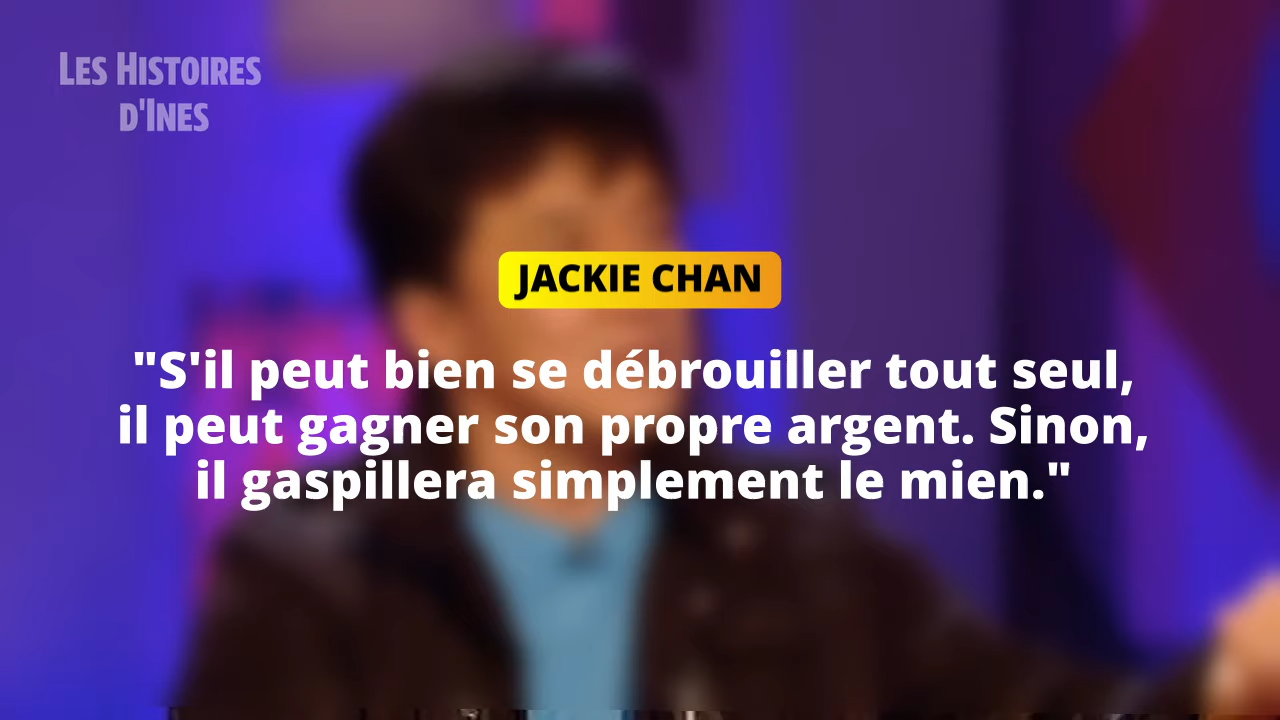 LES HISTOIRES
D'INES
JACKIE CHAN
"S'il peut bien se débrouiller tout seul,
il peut gagner son propre argent. Sinon,
il gaspillera simplement le mien."